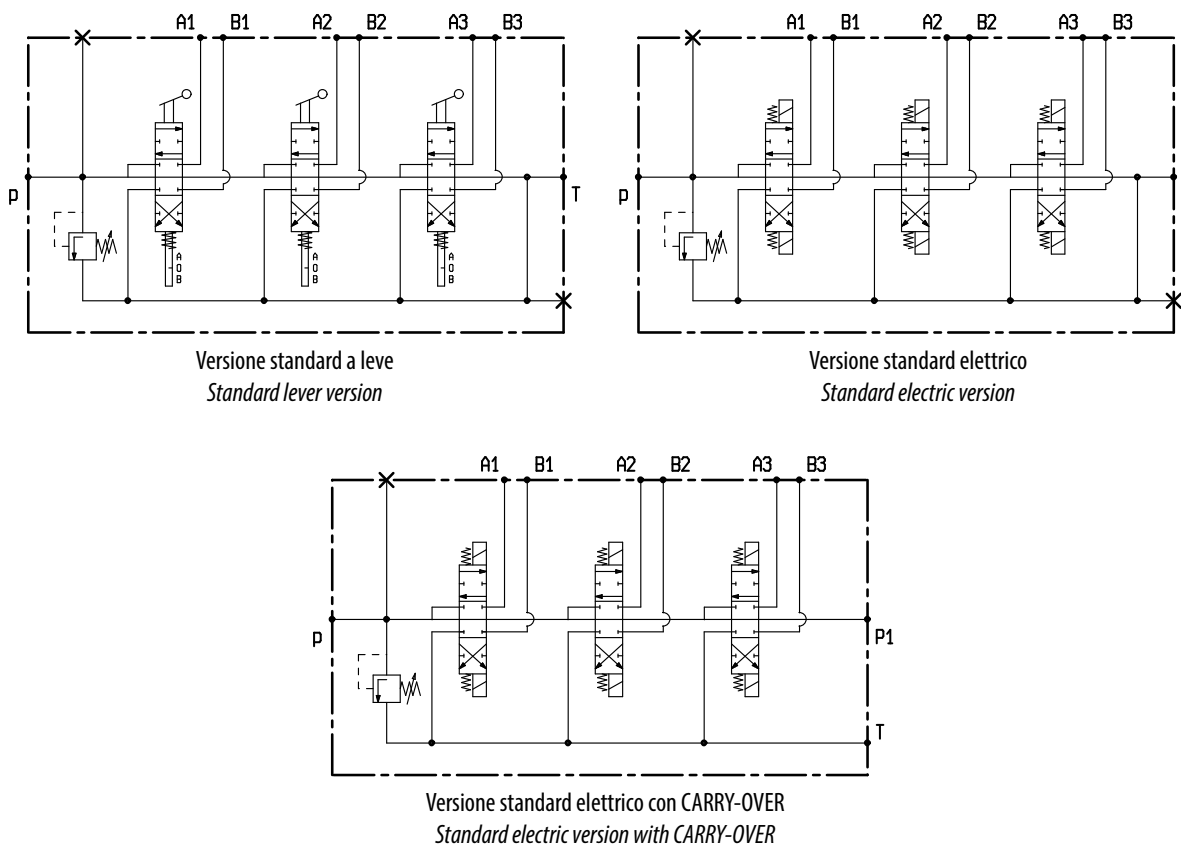 A1 B1 A2 B2 A3 B3
P T
A
0
B
A
0
B
A
0
B
Versione standard a leve
Standard lever version
A1 B1 A2 B2 A3 B3
P
Versione standard elettrico
Standard electric version
A1 B1 A2 B2 A3 B3
P P1
T
Versione standard elettrico con CARRY-OVER
Standard electric version with CARRY-OVER